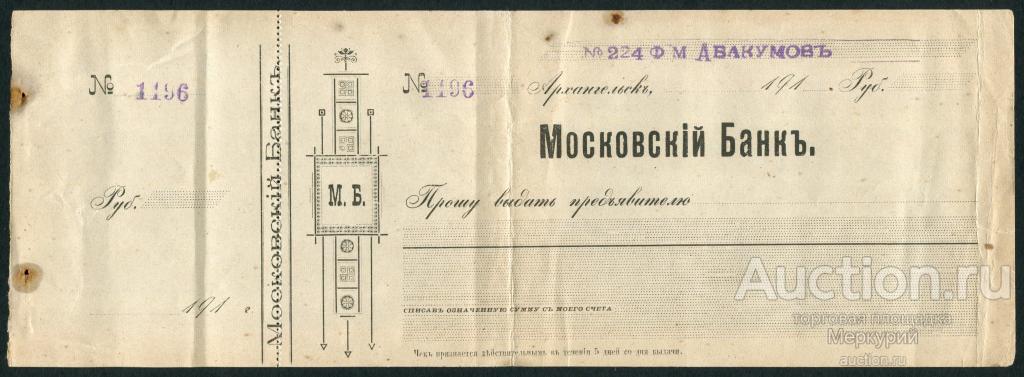 № 1196
Руб.
191 г.
Московскій Банкъ.
М. Б.
№ 224 Ф М АВАКУМОВЪ
№ 1196
Архангельск, 191 . Руб.
Московскій Банкъ.
Прошу выдать предъявителю
СПИСАВЪ ОЗНАЧЕННУЮ СУММУ СЪ МОЕГО СЧЕТА
Чекъ признается дѣйствительнымъ въ теченіи 5 дней со дня выдачи.
Auction.ru
торговая площадка
Меркурий
auction.ru